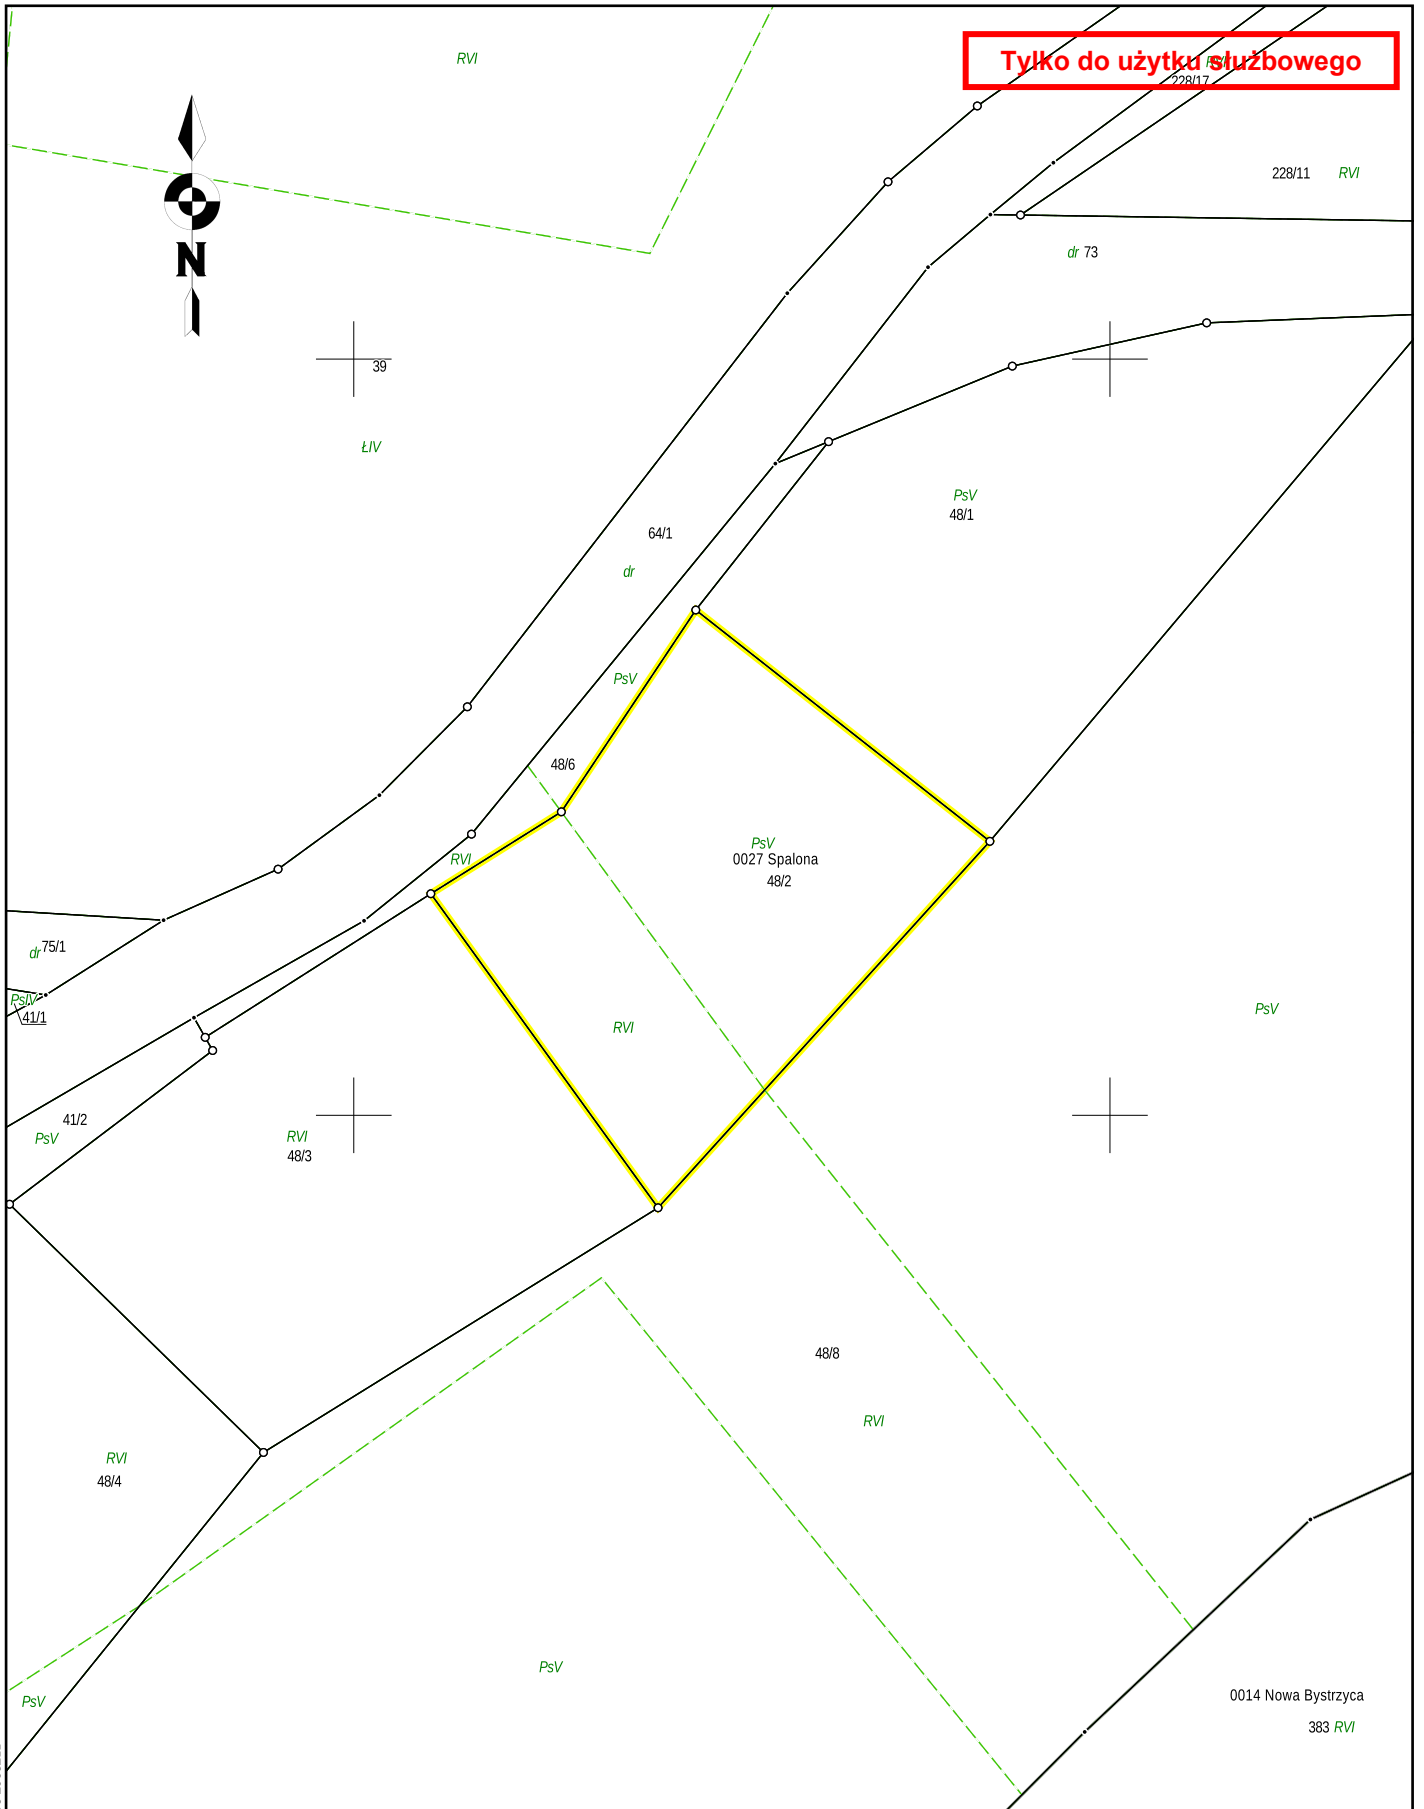 RVI
Tylko do użytku służbowego
228/17
228/11 RVI
dr 73
N
39
ŁIV
PsV
48/1
64/1
dr
PsV
48/6
RVI
PsV
0027 Spalona
48/2
dr 75/1
PsIV
41/1
RVI
PsV
41/2
PsV
RVI
48/3
48/8
RVI
RVI
48/4
PsV
PsV
0014 Nowa Bystrzyca
383 RVI